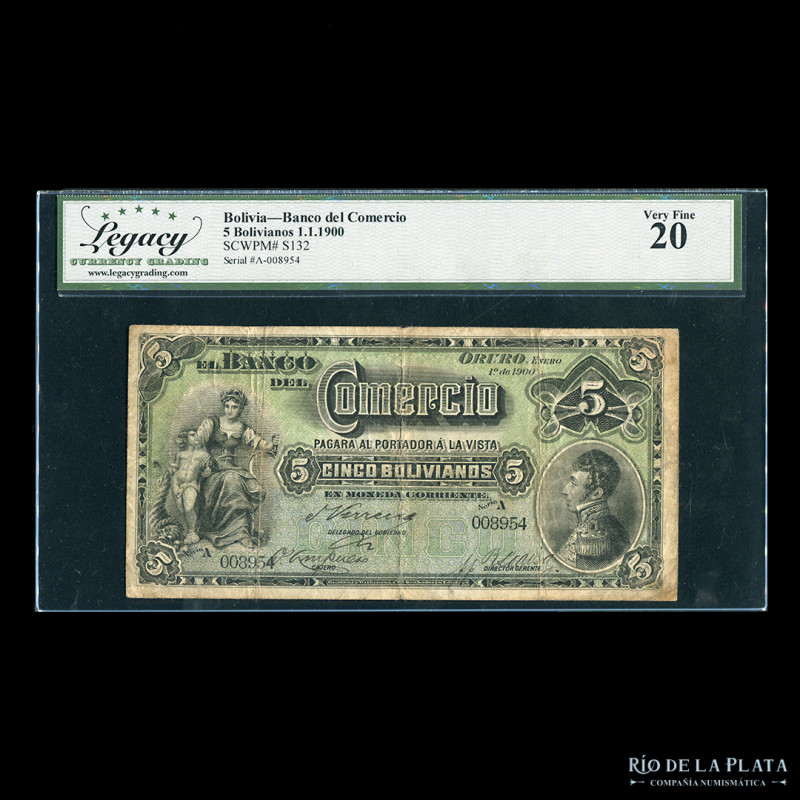 Legacy
CURRENCY GRADING
www.legacygrading.com
Bolivia—Banco del Comercio
5 Bolivianos 1.1.1900
SCWPM# S132
Serial #A-008954
Very Fine
20
5
EL BANCO
DEL
Comercio
ORURO, ENERO
1º de 1900
5
5
PAGARA AL PORTADOR Á LA VISTA
5 CINCO BOLIVIANOS 5
EN MONEDA CORRIENTE.
Serie A
008954
DELEGADO DEL GOBIERNO
Serie A
008954
CAJERO
DIRECTOR GERENTE
5
5
RÍO DE LA PLATA
COMPAÑÍA NUMISMÁTICA